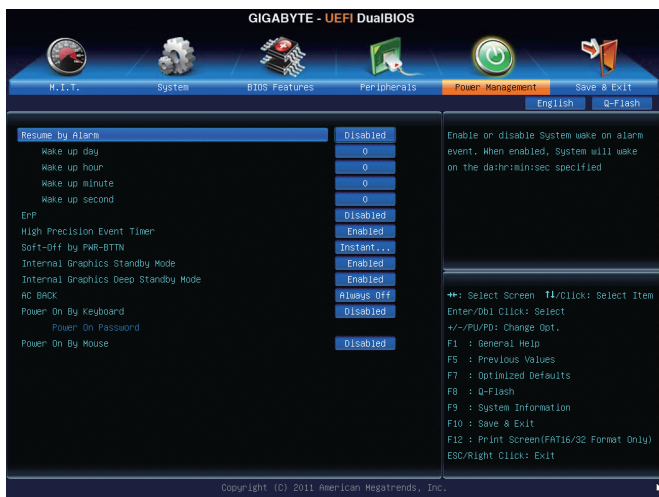 GIGABYTE - UEFI DualBIOS
M.I.T. System BIOS Features Peripherals Power Management Save & Exit
English Q-Flash
Resume by Alarm Disabled
Wake up day 0
Wake up hour 0
Wake up minute 0
Wake up second 0
ErP Disabled
High Precision Event Timer Enabled
Soft-Off by PWR-BTTN Instant...
Internal Graphics Standby Mode Enabled
Internal Graphics Deep Standby Mode Enabled
AC BACK Always Off
Power On By Keyboard Disabled
Power On Password
Power On By Mouse Disabled
Enable or disable System wake on alarm
event. When enabled, System will wake
on the da:hr:min:sec specified
→←: Select Screen ↑↓/Click: Select Item
Enter/Dbl Click: Select
+/-/PU/PD: Change Opt.
F1 : General Help
F5 : Previous Values
F7 : Optimized Defaults
F8 : Q-Flash
F9 : System Information
F10 : Save & Exit
F12 : Print Screen(FAT16/32 Format Only)
ESC/Right Click: Exit
Copyright (C) 2011 American Megatrends, Inc.